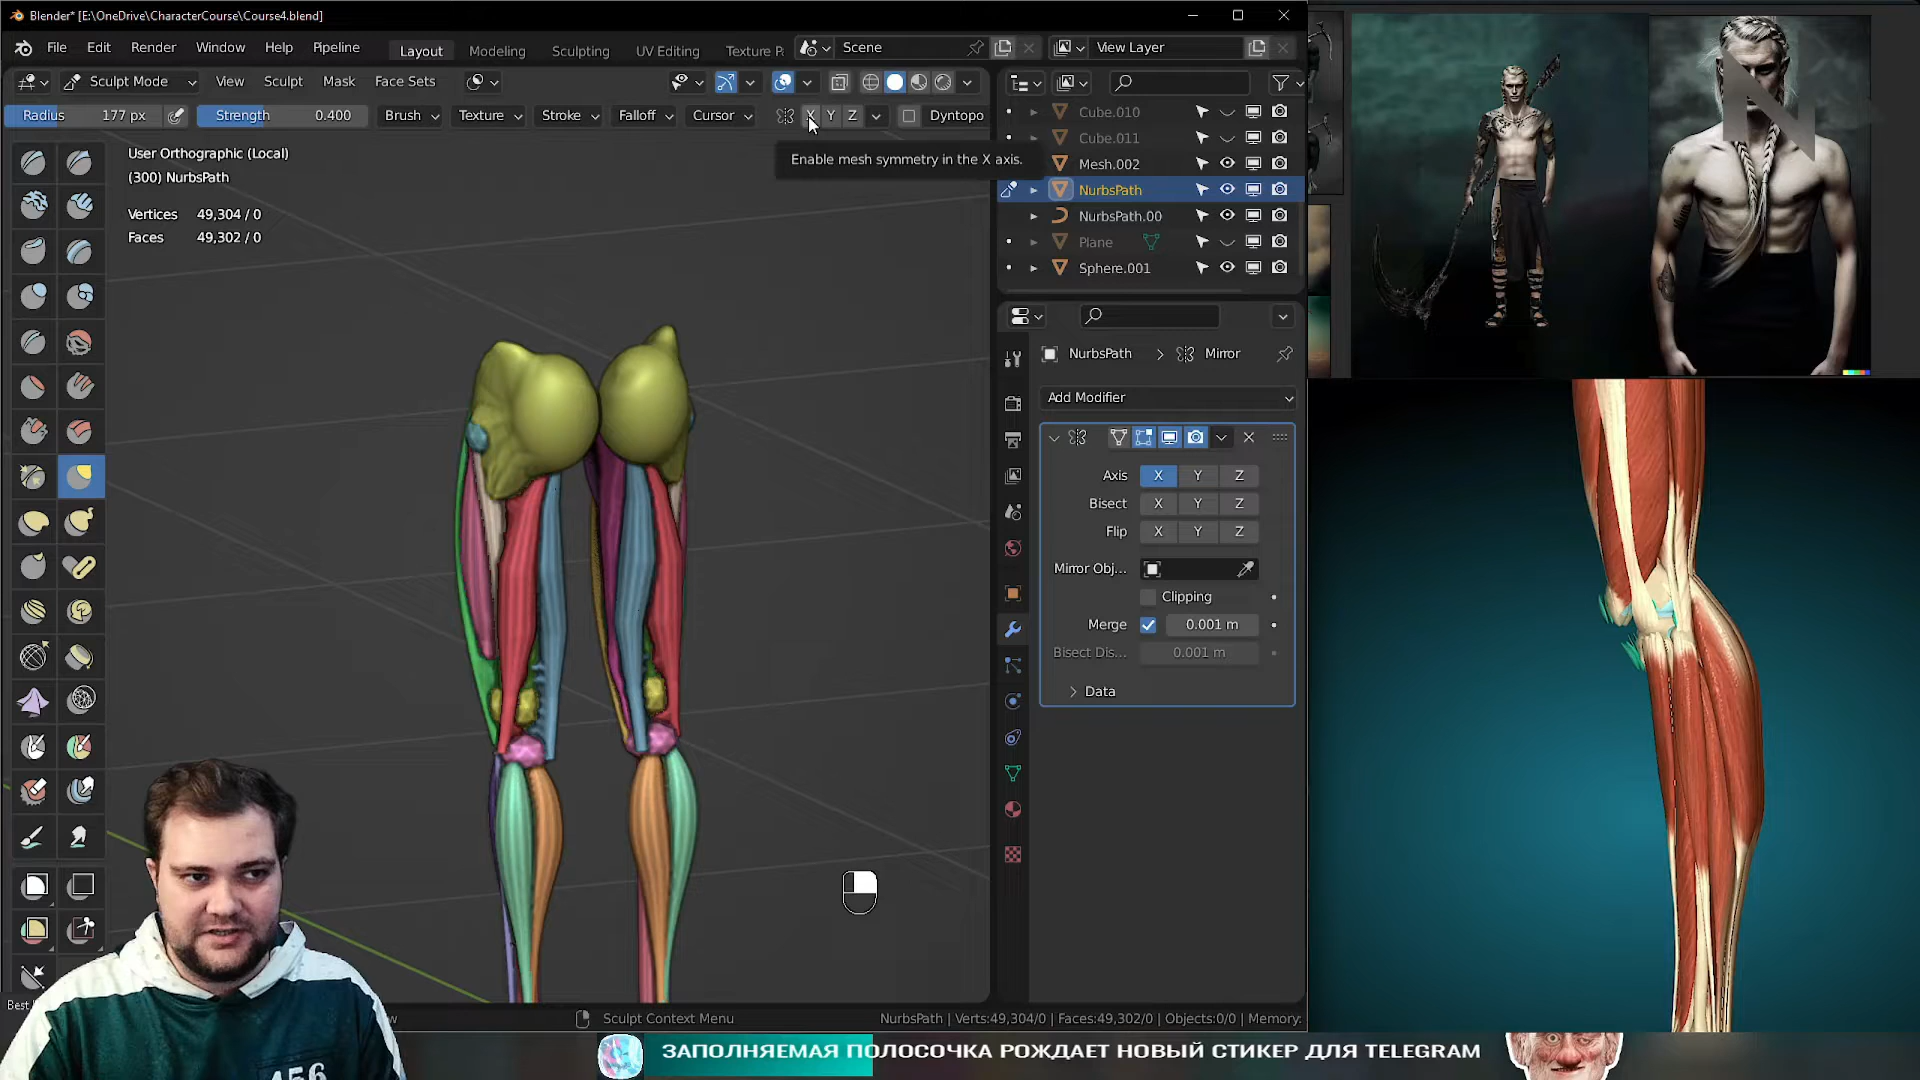 Blender* [E:\OneDrive\CharacterCourse\Course4.blend]
File Edit Render Window Help Pipeline Layout Modeling Sculpting UV Editing Texture P Scene View Layer
Sculpt Mode View Sculpt Mask Face Sets
Radius 177 px Strength 0.400 Brush Texture Stroke Falloff Cursor X Y Z Dyntopo
Enable mesh symmetry in the X axis.
User Orthographic (Local)
(300) NurbsPath
Vertices 49,304 / 0
Faces 49,302 / 0
Cube.010
Cube.011
Mesh.002
NurbsPath
NurbsPath.00
Plane
Sphere.001
NurbsPath > Mirror
Add Modifier
Axis X Y Z
Bisect X Y Z
Flip X Y Z
Mirror Obj...
Clipping
Merge 0.001 m
Bisect Dis... 0.001 m
Data
Best
456
Sculpt Context Menu
NurbsPath | Verts:49,304/0 | Faces:49,302/0 | Objects:0/0 | Memory:
ЗАПОЛНЯЕМАЯ ПОЛОСОЧКА РОЖДАЕТ НОВЫЙ СТИКЕР ДЛЯ TELEGRAM